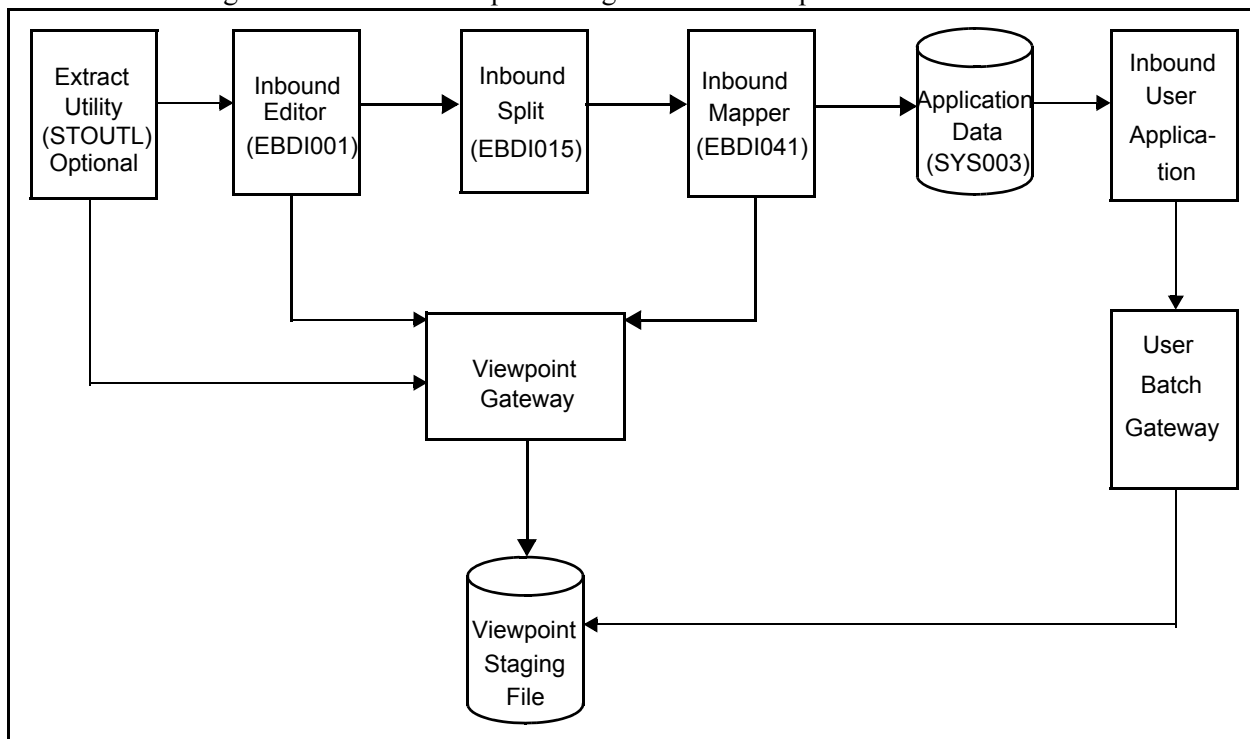 Extract
Utility
(STOUTL)
Optional
Inbound
Editor
(EBDI001)
Inbound
Split
(EBDI015)
Inbound
Mapper
(EBDI041)
Application
Data
(SYS003)
Inbound
User
Applica-
tion
Viewpoint
Gateway
User
Batch
Gateway
Viewpoint
Staging
File